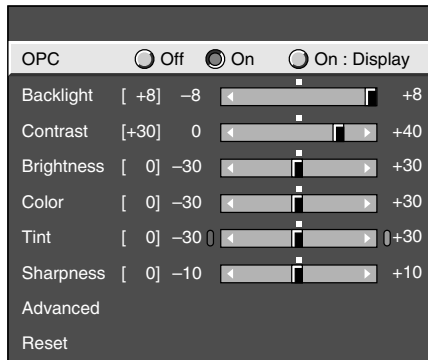 OPC Off On On : Display
Backlight [ +8] –8 +8
Contrast [+30] 0 +40
Brightness [ 0] –30 +30
Color [ 0] –30 +30
Tint [ 0] –30 +30
Sharpness [ 0] –10 +10
Advanced
Reset